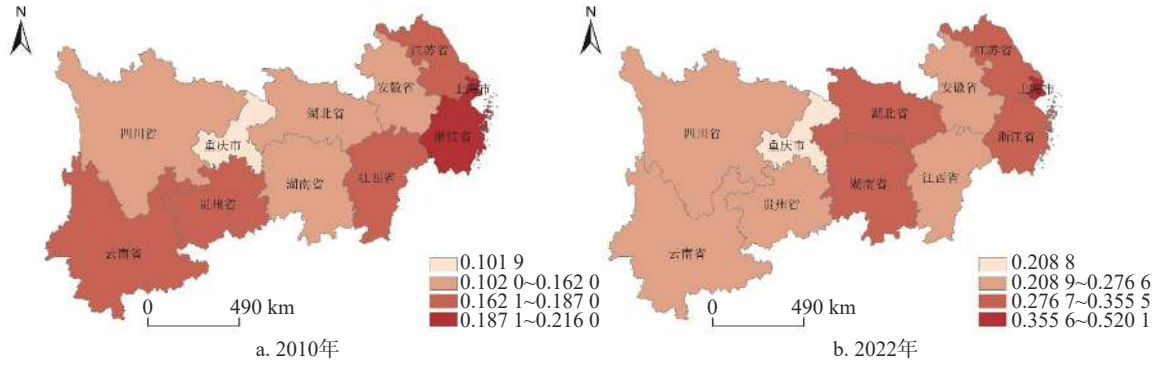 N
江苏省
安徽省
上海市
湖北省
四川省
重庆市
浙江省
湖南省
江西省
贵州省
云南省
0.101 9
0.102 0~0.162 0
0.162 1~0.187 0
0.187 1~0.216 0
0 490 km
a. 2010年
N
江苏省
安徽省
上海市
湖北省
四川省
重庆市
浙江省
湖南省
江西省
贵州省
云南省
0.208 8
0.208 9~0.276 6
0.276 7~0.355 5
0.355 6~0.520 1
0 490 km
b. 2022年